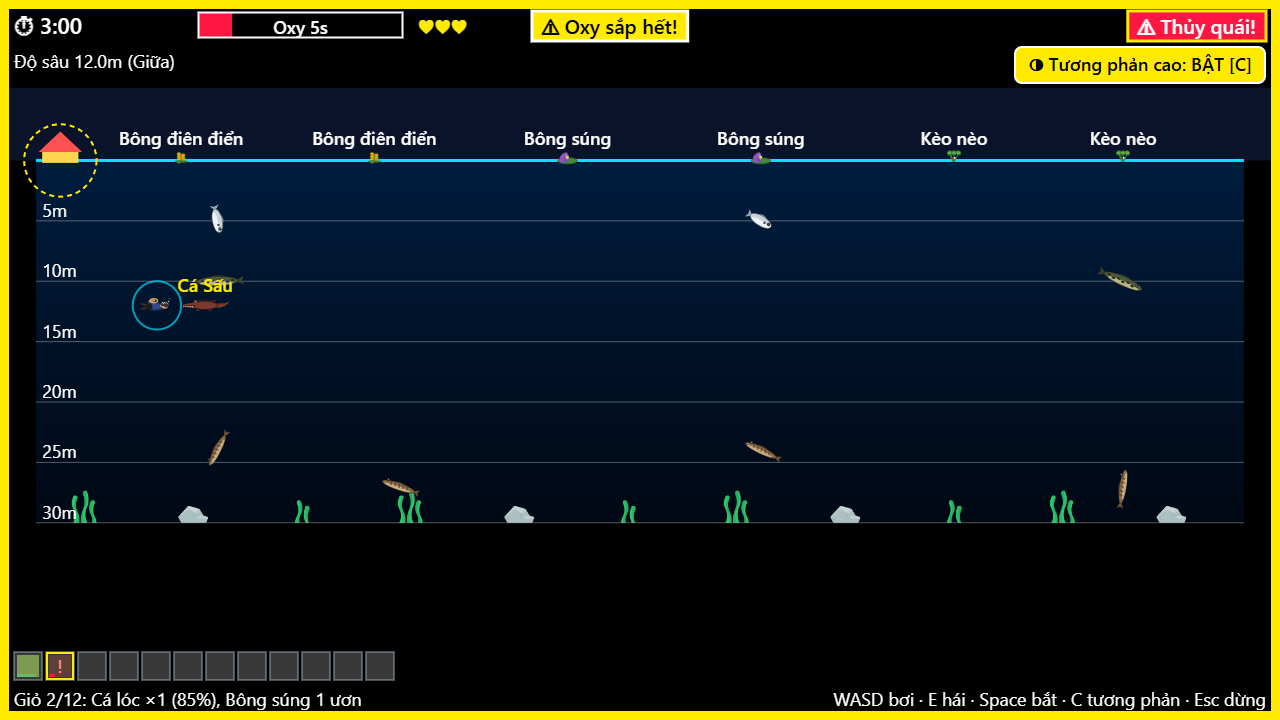 ⏱ 3:00
Oxy 5s
♥♥♥
⚠ Oxy sắp hết!
⚠ Thủy quái!
Độ sâu 12.0m (Giữa)
◑ Tương phản cao: BẬT [C]
Bông điên điển
Bông điên điển
Bông súng
Bông súng
Kèo nèo
Kèo nèo
5m
10m
Cá Sấu
15m
20m
25m
30m
!
Giỏ 2/12: Cá lóc ×1 (85%), Bông súng 1 ươn
WASD bơi · E hái · Space bắt · C tương phản · Esc dừng